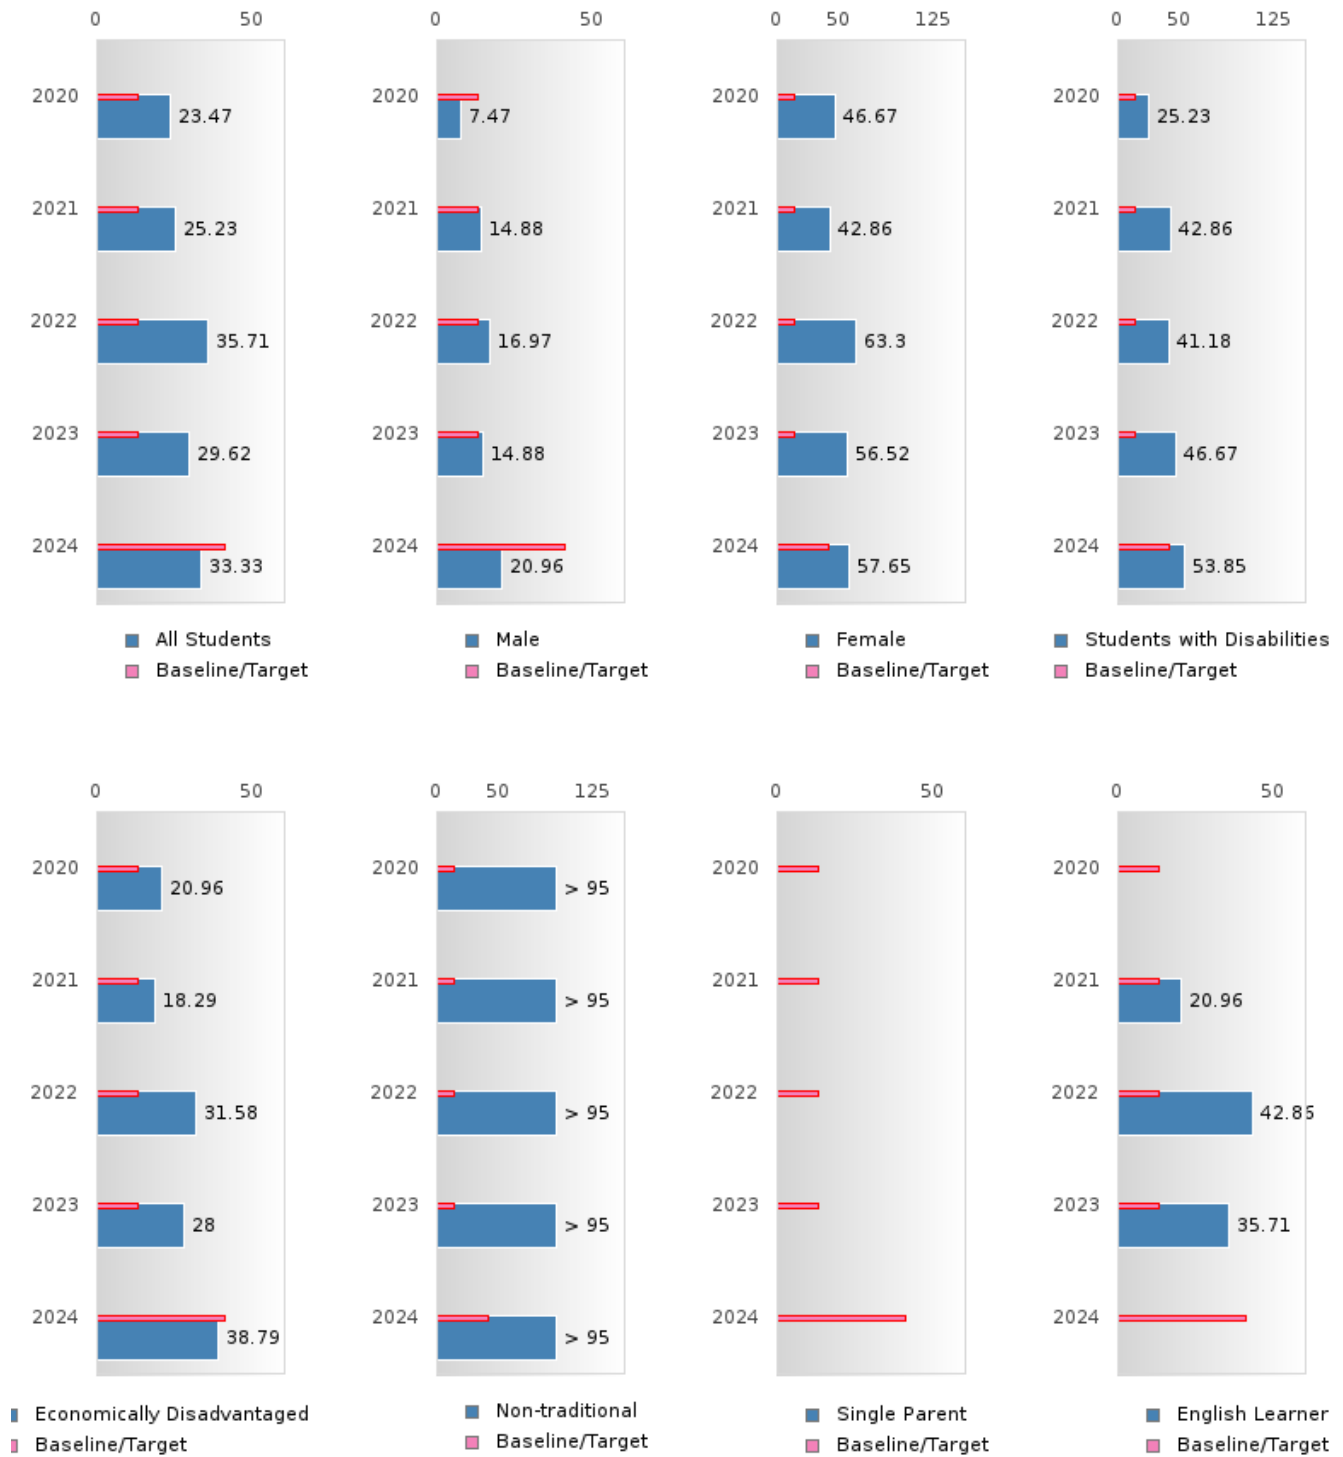 0 50 0 50 0 50 125 0 50 125
2020 23.47 2020 7.47 2020 46.67 2020 25.23
2021 25.23 2021 14.88 2021 42.86 2021 42.86
2022 35.71 2022 16.97 2022 63.3 2022 41.18
2023 29.62 2023 14.88 2023 56.52 2023 46.67
2024 33.33 2024 20.96 2024 57.65 2024 53.85
All Students Male Female Students with Disabilities
Baseline/Target Baseline/Target Baseline/Target Baseline/Target
0 50 0 50 125 0 50 0 50
2020 20.96 2020 > 95 2020 2020
2021 18.29 2021 > 95 2021 2021 20.96
2022 31.58 2022 > 95 2022 2022 42.86
2023 28 2023 > 95 2023 2023 35.71
2024 38.79 2024 > 95 2024 2024
Economically Disadvantaged Non-traditional Single Parent English Learner
Baseline/Target Baseline/Target Baseline/Target Baseline/Target